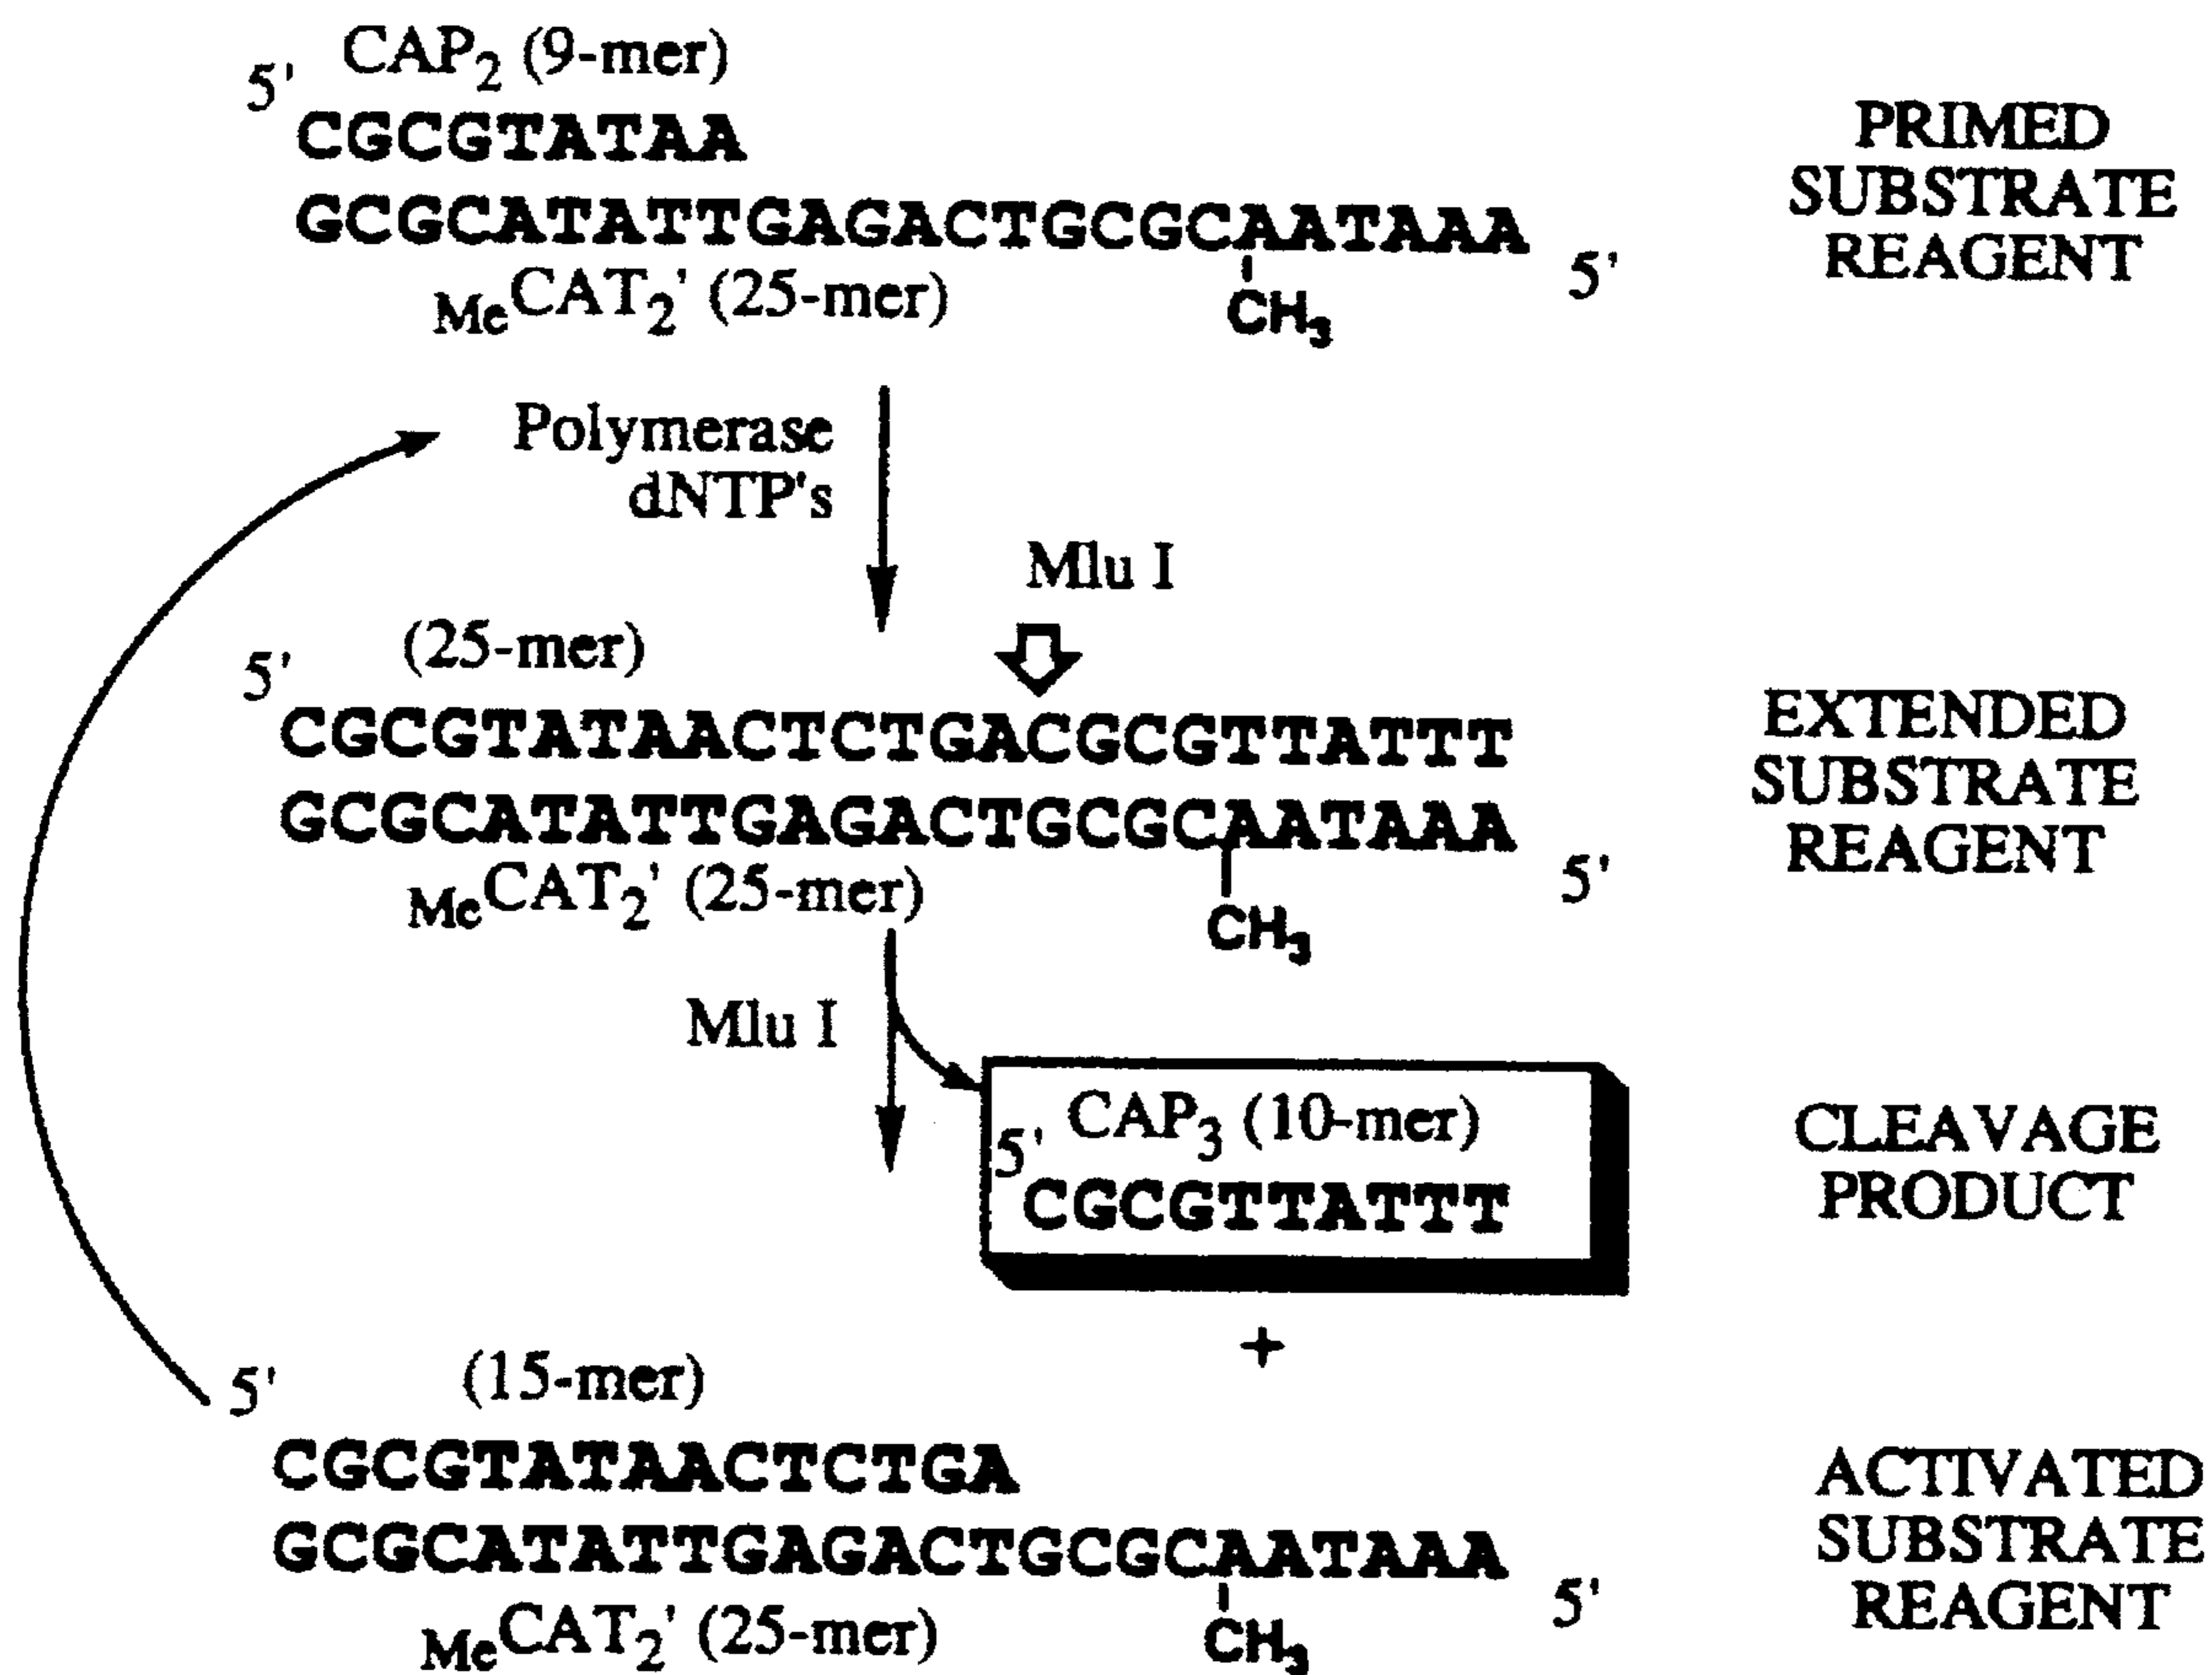 CAP₂ (9-mer)
5'
CGCGTATAA
GCGCATATTGAGACTGCGCAATAAA
5'
CH₃
MeCAT₂' (25-mer)
PRIMED
SUBSTRATE
REAGENT
Polymerase
dNTP's
Mlu I
5'
(25-mer)
CGCGTATAACTCTGACGCGTTATTT
GCGCATATTGAGACTGCGCAATAAA
5'
CH₃
MeCAT₂' (25-mer)
EXTENDED
SUBSTRATE
REAGENT
Mlu I
5' CAP₃ (10-mer)
CGCGTTATTT
CLEAVAGE
PRODUCT
+
5'
(15-mer)
CGCGTATAACTCTGA
GCGCATATTGAGACTGCGCAATAAA
5'
CH₃
MeCAT₂' (25-mer)
ACTIVATED
SUBSTRATE
REAGENT